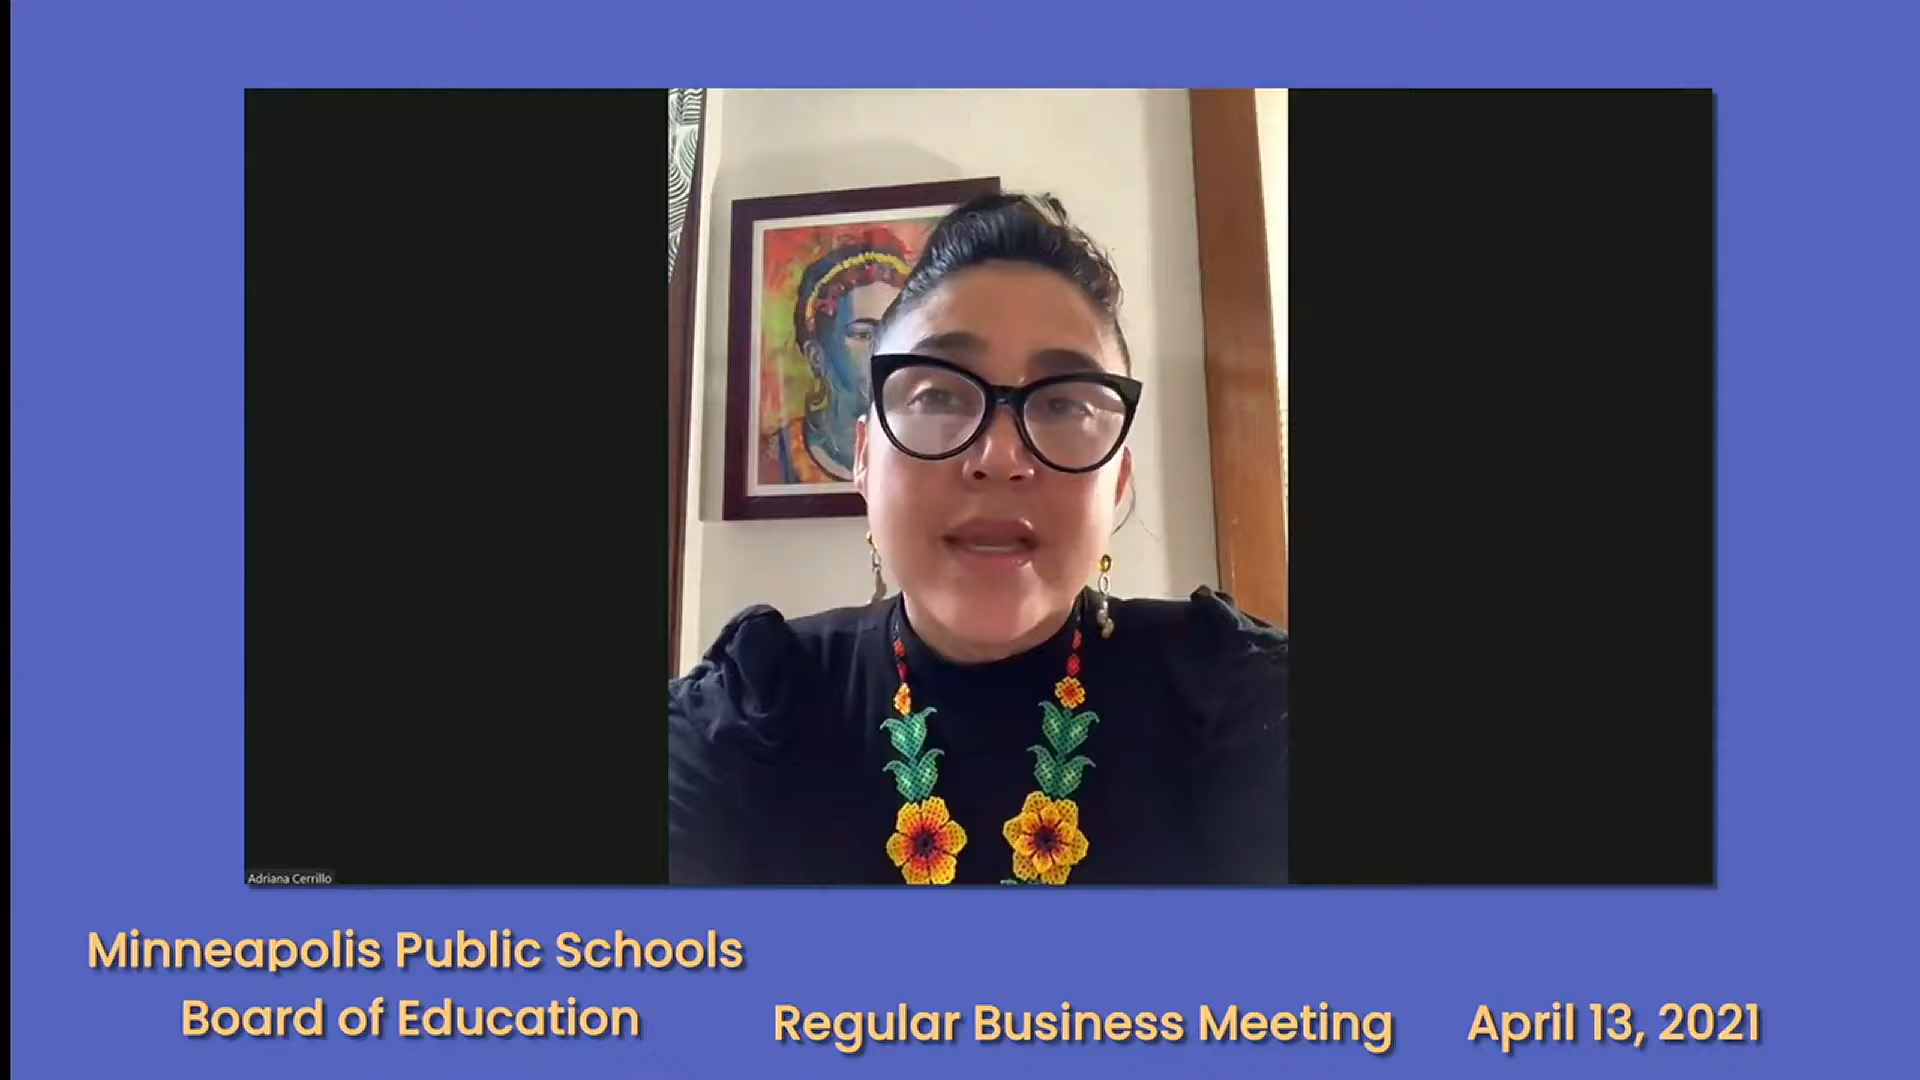 Adriana Cerrillo
Minneapolis Public Schools
Board of Education
Regular Business Meeting
April 13, 2021